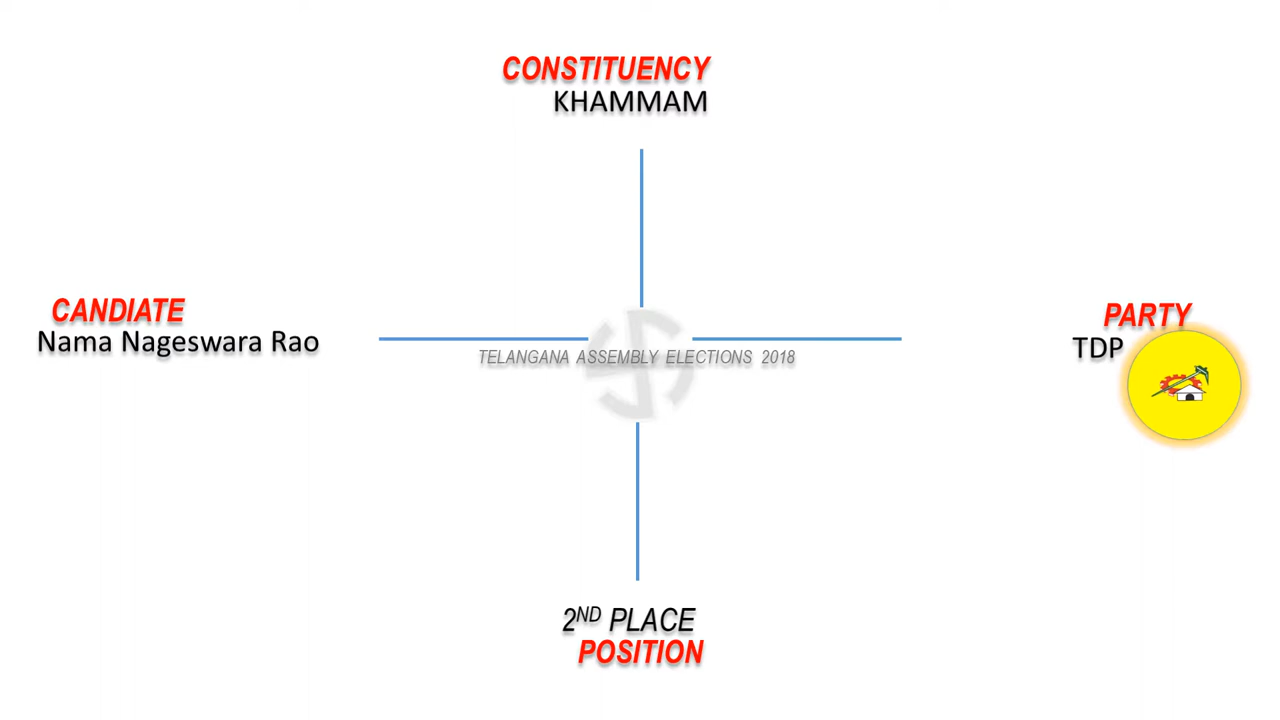 CONSTITUENCY
KHAMMAM
CANDIATE
Nama Nageswara Rao
PARTY
TDP
TELANGANA ASSEMBLY ELECTIONS 2018
2ND PLACE
POSITION